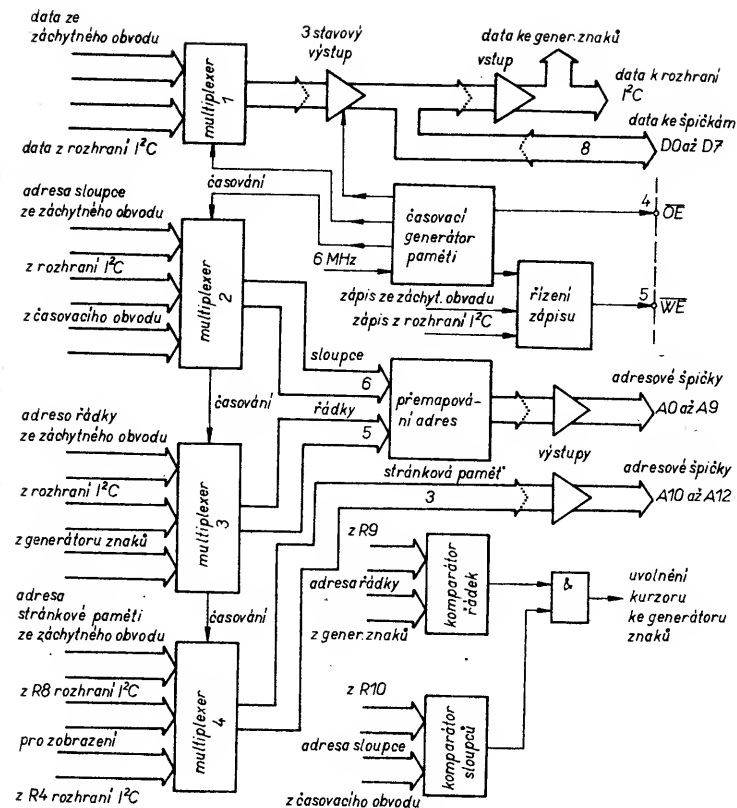 data ze
záchytného obvodu
multiplexer
1
data z rozhraní I²C
3 stavový
výstup
data ke gener. znaků
vstup
data k rozhraní
I²C
data ke špičkám
D0 až D7
8
časování
adresa sloupce
ze záchytného obvodu
z rozhraní I²C
z časovacího obvodu
multiplexer
2
6 MHz
časovací
generátor
paměti
4
OE
zápis ze záchyt. obvadu
zápis z rozhraní I²C
řízení
zápisu
5
WE
sloupce
6
časování
řádky
5
přemapová-
ní adres
adresové špičky
A0 až A9
adreso řádky
ze záchytného obvodu
z rozhraní I²C
z generátoru znaků
multiplexer
3
stránková paměť
3
výstupy
adresové špičky
A10 až A12
časování
adresa
stránkové paměti
ze záchytného obvodu
z R8 rozhraní I²C
pro zobrazení
z R4 rozhraní I²C
multiplexer
4
z R9
adresa řádky
z gener. znaků
komparátor
řádek
&
uvolnění
kurzoru
ke generátoru
znaků
z R10
adresa sloupce
z časovacího obvodu
komparátor
sloupců